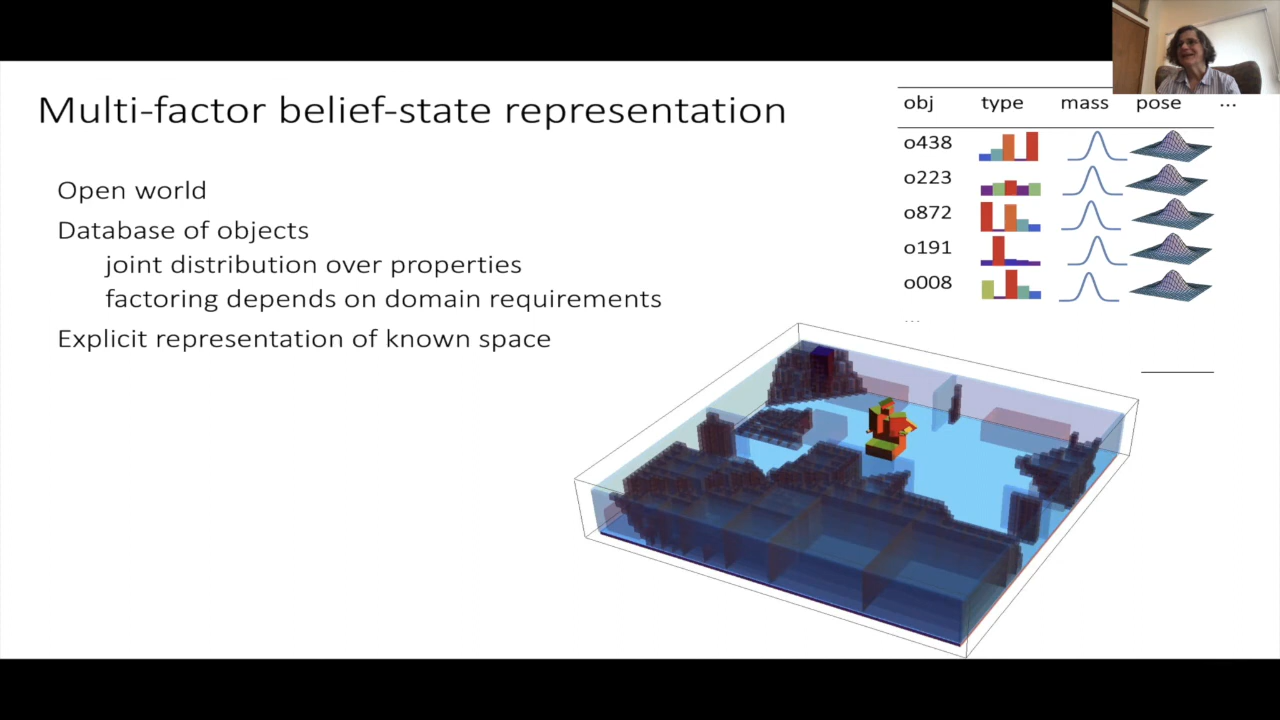 Multi-factor belief-state representation
Open world
Database of objects
joint distribution over properties
factoring depends on domain requirements
Explicit representation of known space
obj type mass pose ...
o438
o223
o872
o191
o008
...